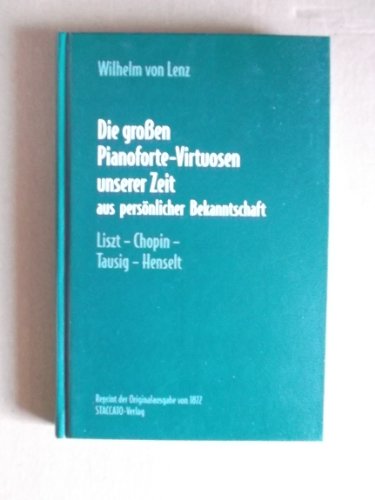 Wilhelm von Lenz
Die großen
Pianoforte-Virtuosen
unserer Zeit
aus persönlicher Bekanntschaft
Liszt – Chopin –
Tausig – Henselt
Reprint der Originalausgabe von 1872
STACCATO-Verlag